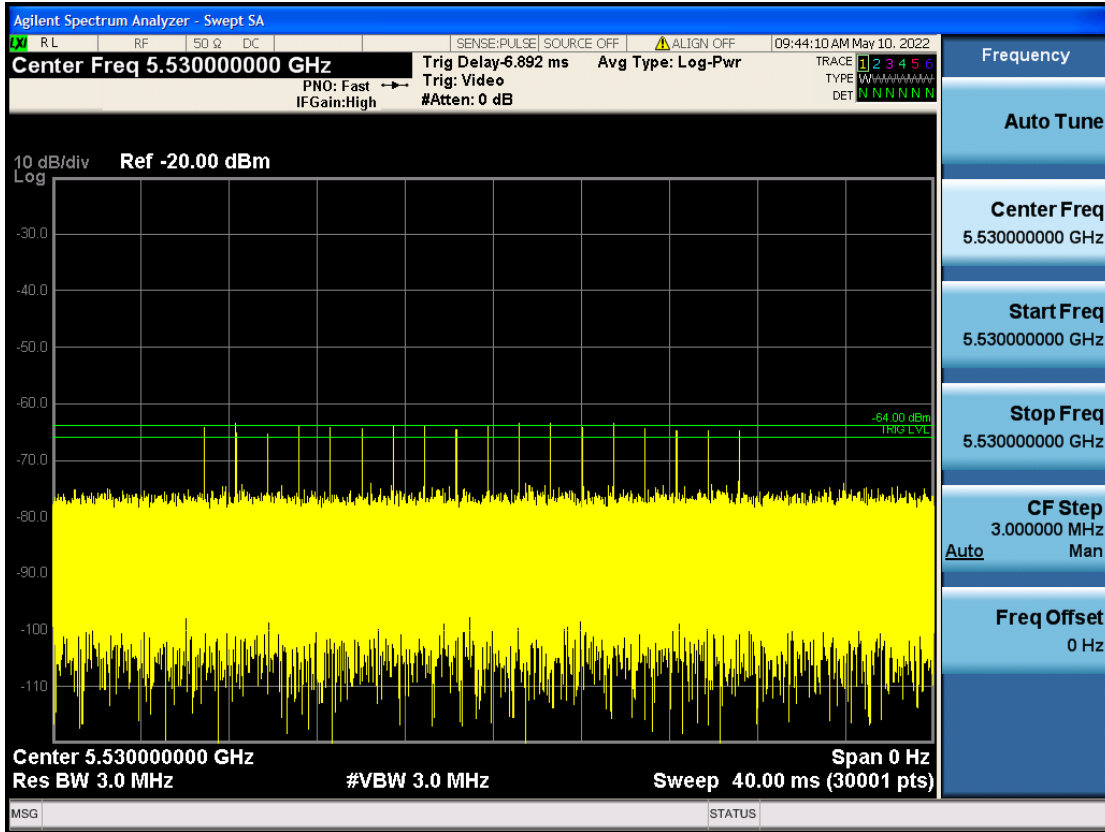 Agilent Spectrum Analyzer - Swept SA
LXI RL RF 50 Ω DC SENSE:PULSE SOURCE OFF ALIGN OFF 09:44:10 AM May 10, 2022
Center Freq 5.530000000 GHz
PNO: Fast
IFGain:High
Trig Delay-6.892 ms
Trig: Video
#Atten: 0 dB
Avg Type: Log-Pwr
TRACE 1 2 3 4 5 6
TYPE W
DET N N N N N N
10 dB/div
Log
Ref -20.00 dBm
-30.0
-40.0
-50.0
-60.0
-64.00 dBm
TRIG LVL
-70.0
-80.0
-90.0
-100
-110
Center 5.530000000 GHz
Span 0 Hz
Res BW 3.0 MHz
#VBW 3.0 MHz
Sweep 40.00 ms (30001 pts)
MSG
STATUS
Frequency
Auto Tune
Center Freq
5.530000000 GHz
Start Freq
5.530000000 GHz
Stop Freq
5.530000000 GHz
CF Step
3.000000 MHz
Auto Man
Freq Offset
0 Hz